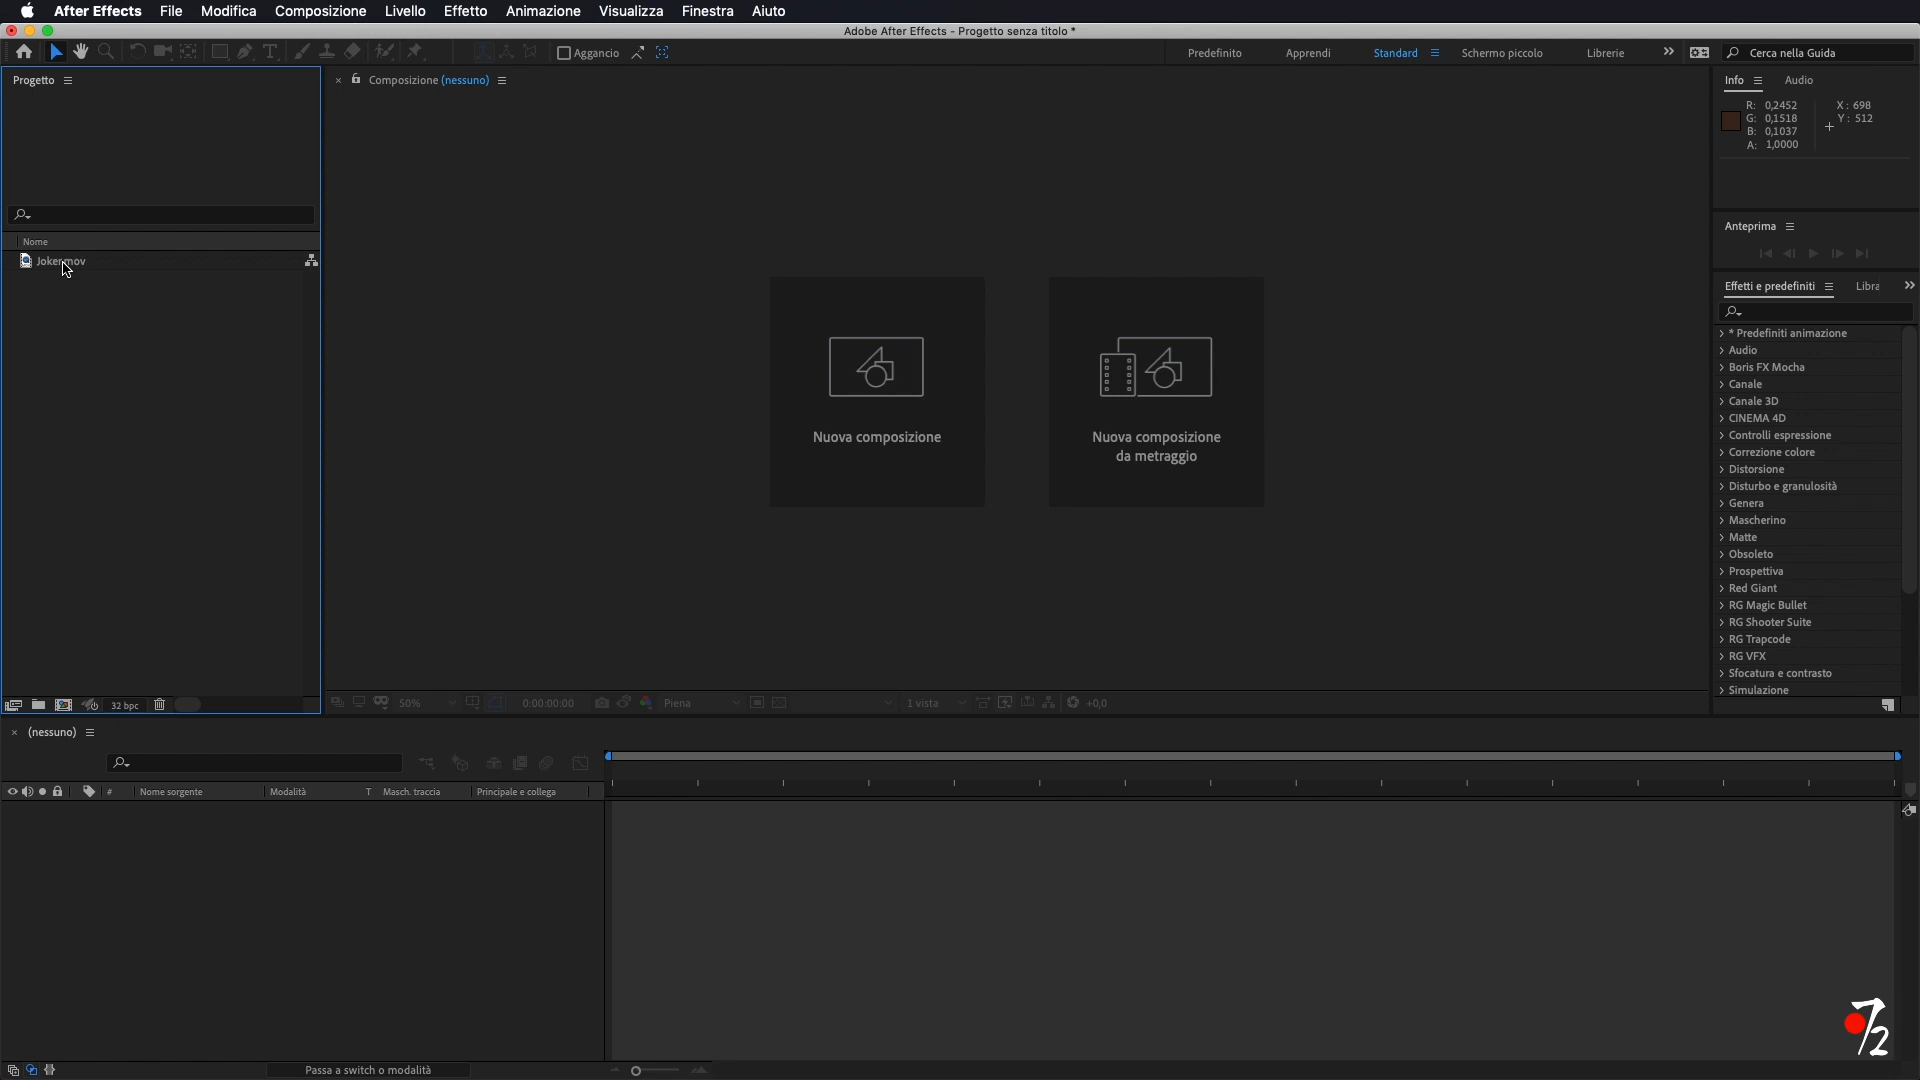 After Effects File Modifica Composizione Livello Effetto Animazione Visualizza Finestra Aiuto
Adobe After Effects - Progetto senza titolo *
Aggancio Predefinito Apprendi Standard Schermo piccolo Librerie Cerca nella Guida
Progetto
Composizione (nessuno)
Info Audio
R: 0,2452 X: 698
G: 0,1518 Y: 512
B: 0,1037
A: 1,0000
Anteprima
Nome
Joker.mov
Effetti e predefiniti Libra
> * Predefiniti animazione
> Audio
> Boris FX Mocha
> Canale
> Canale 3D
> CINEMA 4D
> Controlli espressione
> Correzione colore
> Distorsione
> Disturbo e granulosità
> Genera
> Mascherino
> Matte
> Obsoleto
> Prospettiva
> Red Giant
> RG Magic Bullet
> RG Shooter Suite
> RG Trapcode
> RG VFX
> Sfocatura e contrasto
> Simulazione
Nuova composizione
Nuova composizione
da metraggio
32 bpc
50% 0:00:00:00 Piena 1 vista +0,0
(nessuno)
# Nome sorgente Modalità T Masch. traccia Principale e collega
Passa a switch o modalità
7/2